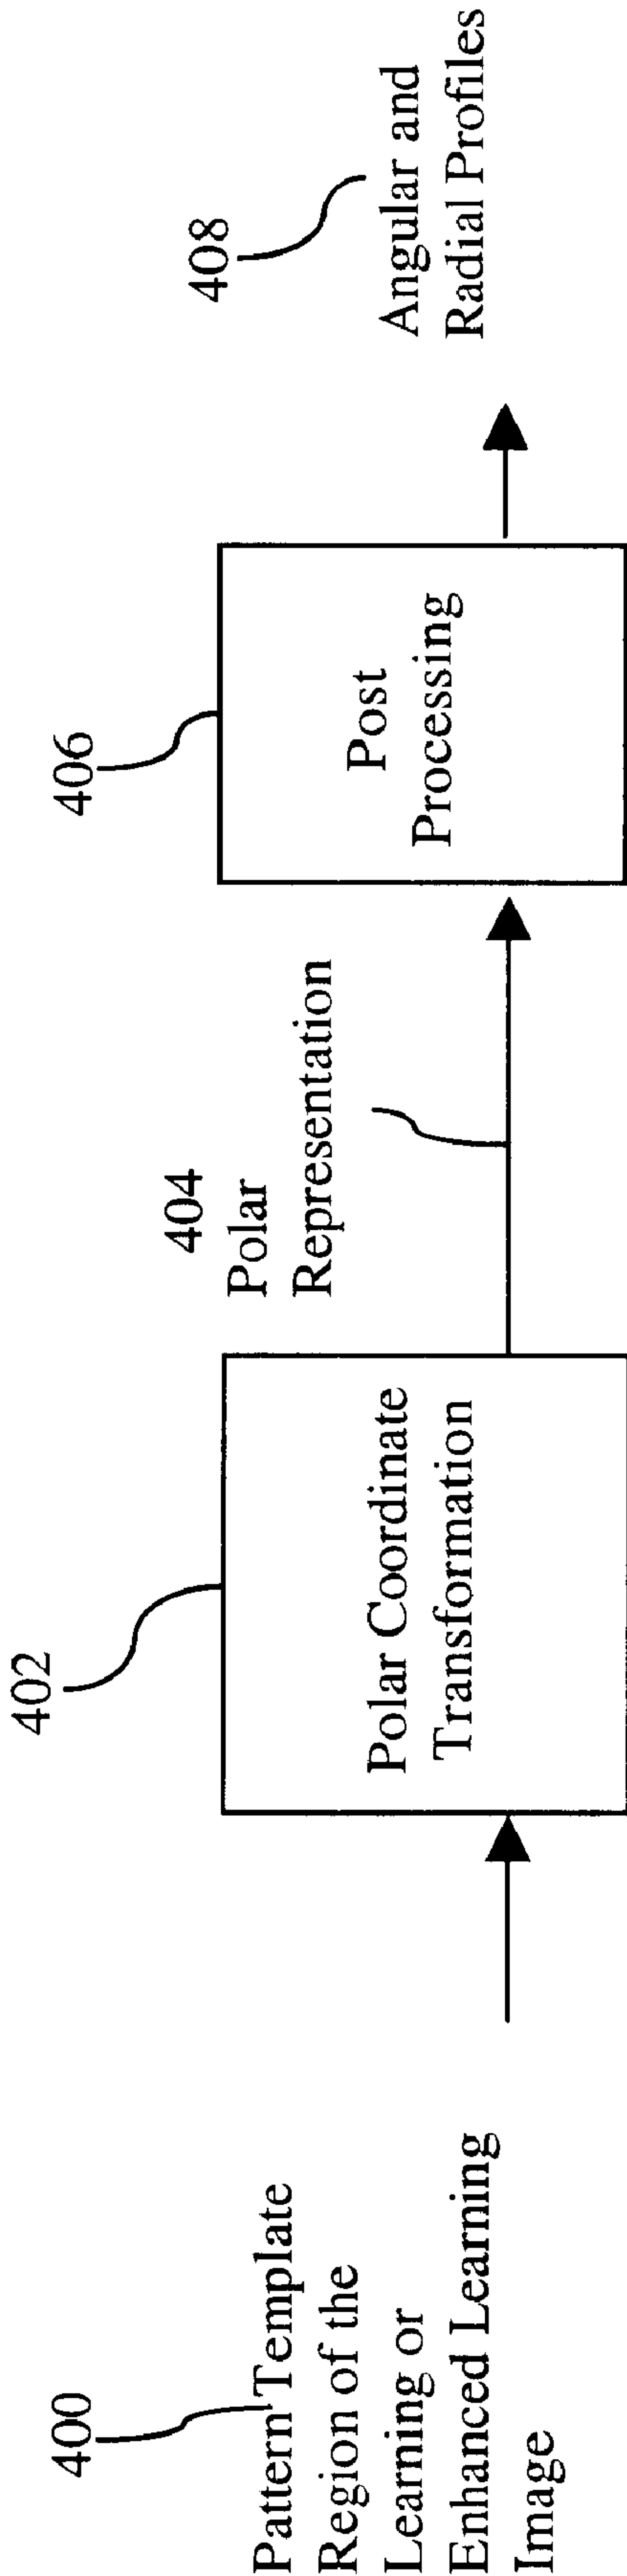 400
Pattern Template
Region of the
Learning or
Enhanced Learning
Image
402
Polar Coordinate
Transformation
404
Polar
Representation
406
Post
Processing
408
Angular and
Radial Profiles